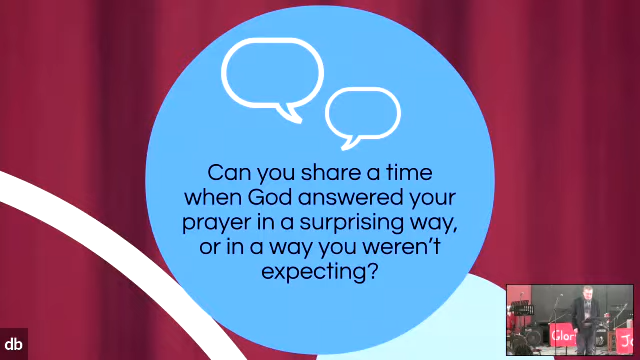 Can you share a time
when God answered your
prayer in a surprising way,
or in a way you weren't
expecting?
db